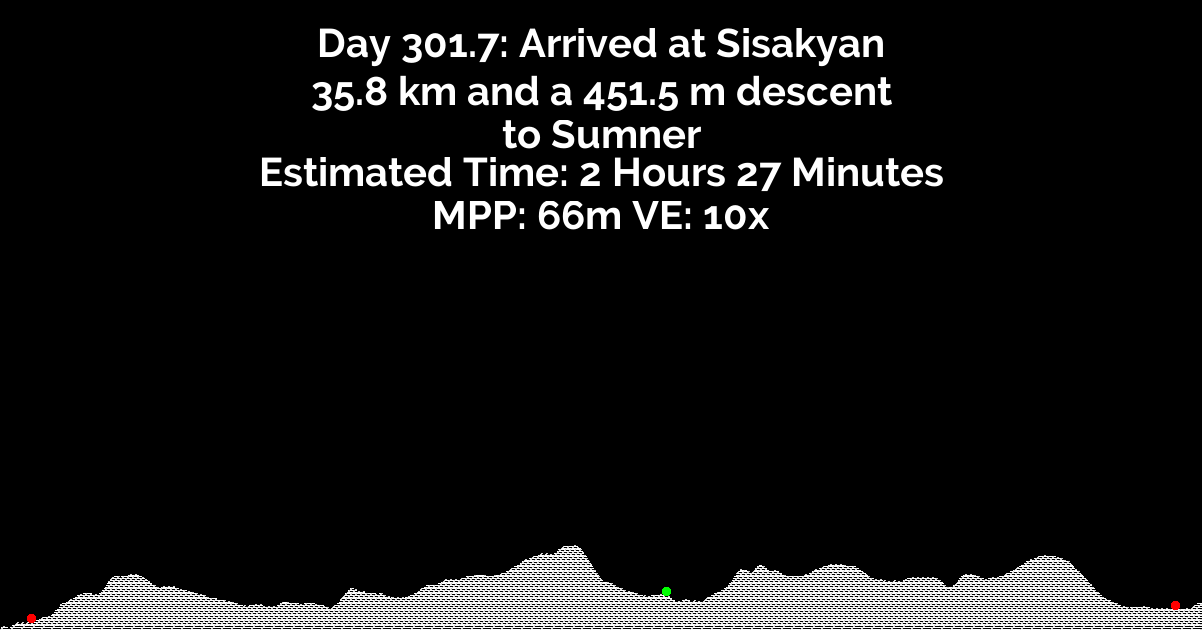 Day 301.7: Arrived at Sisakyan
35.8 km and a 451.5 m descent
to Sumner
Estimated Time: 2 Hours 27 Minutes
MPP: 66m VE: 10x